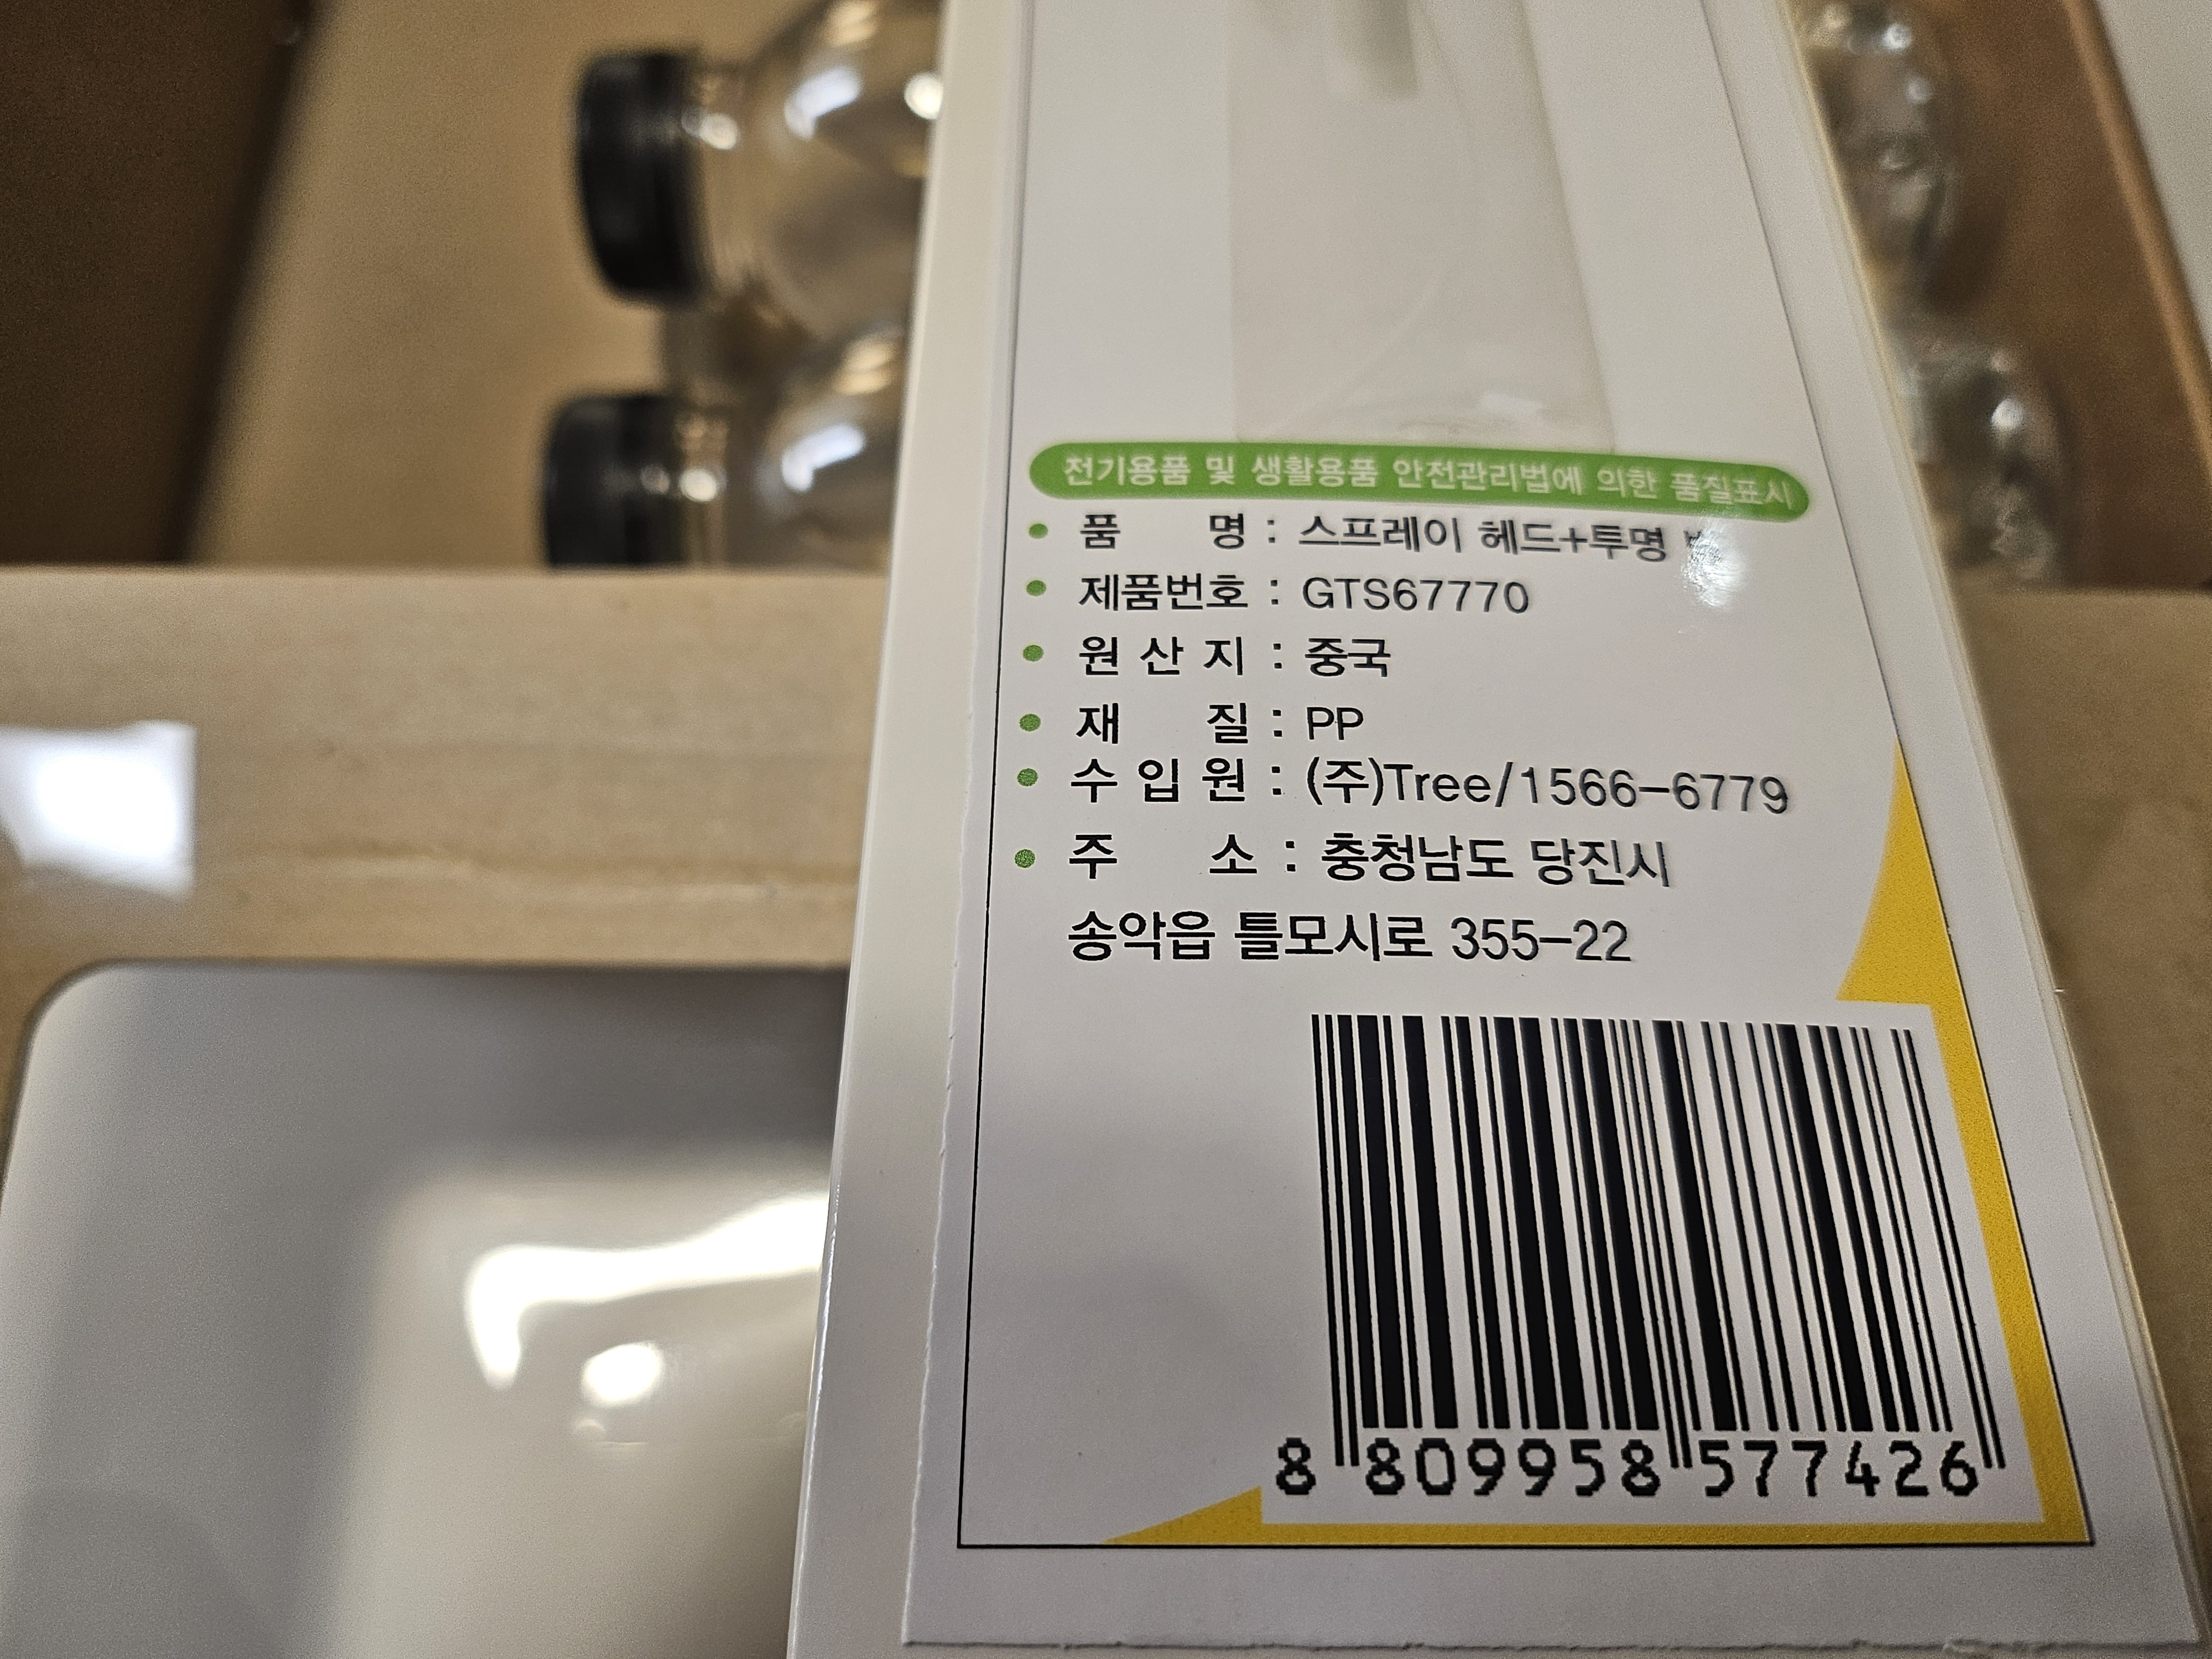 전기용품 및 생활용품 안전관리법에 의한 품질표시
품 명 : 스프레이 헤드+투명
제품번호 : GTS67770
원 산 지 : 중국
재 질 : PP
수 입 원 : (주)Tree/1566-6779
주 소 : 충청남도 당진시
송악읍 틀모시로 355-22
8 809958 577426